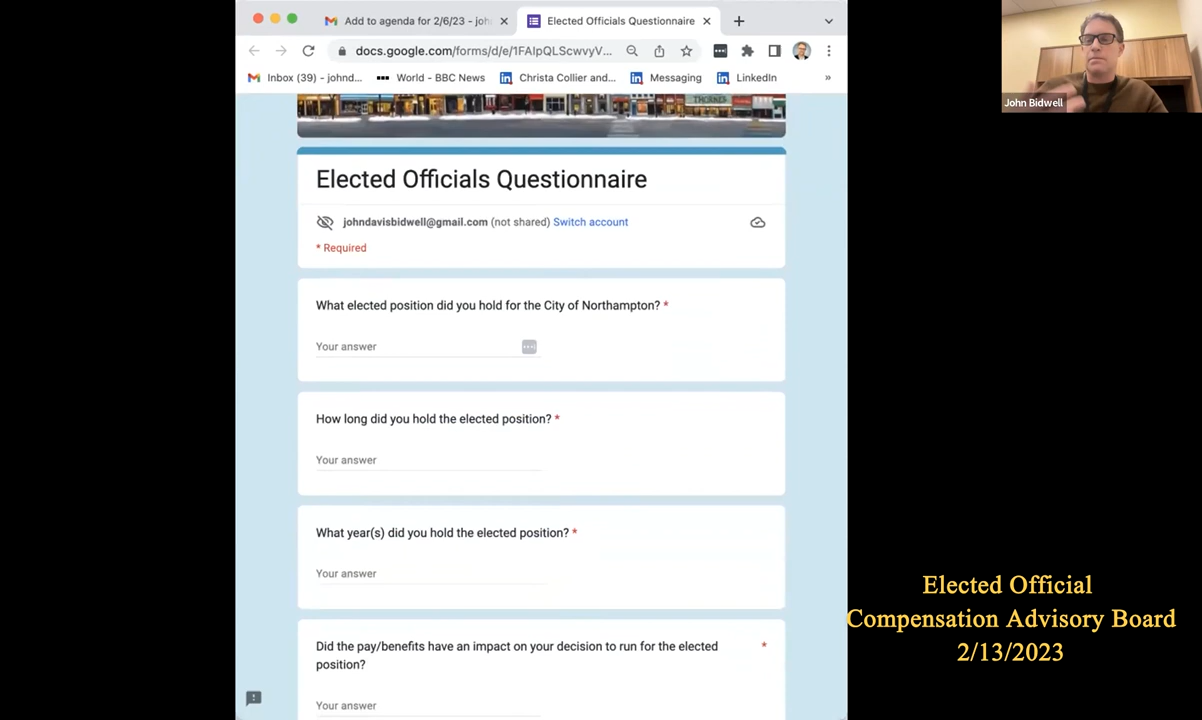 Add to agenda for 2/6/23 - joh
Elected Officials Questionnaire
docs.google.com/forms/d/e/1FAIpQLScwvyV...
Inbox (39) - johnd...
World - BBC News
Christa Collier and...
Messaging
LinkedIn
»
THORNES
Elected Officials Questionnaire
johndavisbidwell@gmail.com (not shared) Switch account
* Required
What elected position did you hold for the City of Northampton? *
Your answer
How long did you hold the elected position? *
Your answer
What year(s) did you hold the elected position? *
Your answer
Did the pay/benefits have an impact on your decision to run for the elected *
position?
Your answer
John Bidwell
Elected Official
Compensation Advisory Board
2/13/2023